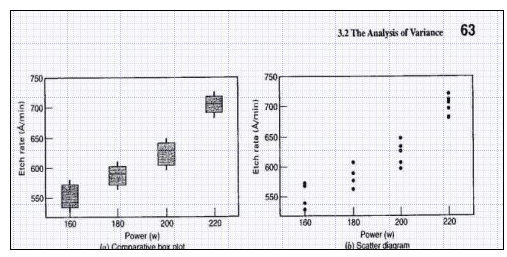 3.2 The Analysis of Variance 63
750
700
650
600
550
Etch rate (Å/min)
160 180 200 220
Power (w)
(a) Comparative box plot
750
700
650
600
550
Etch rate (Å/min)
160 180 200 220
Power (w)
(b) Scatter diagram